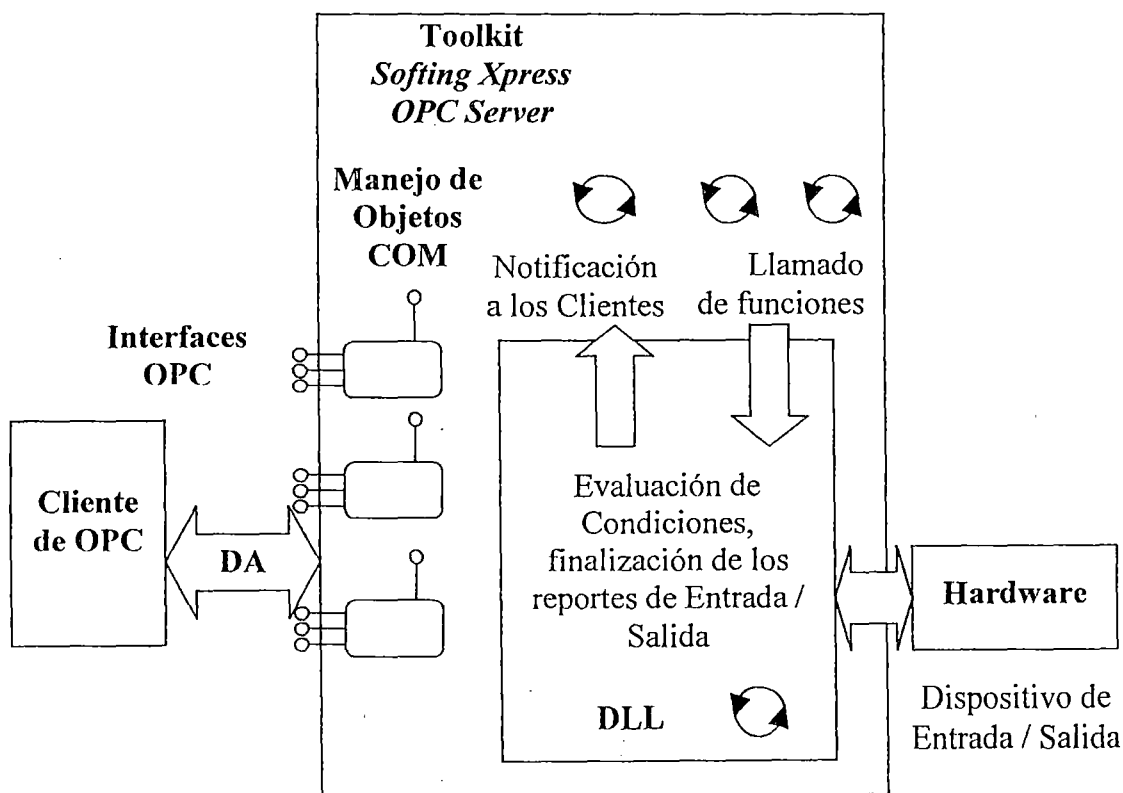 Toolkit
Softing Xpress
OPC Server
Manejo de
Objetos
COM
Notificación
a los Clientes
Llamado
de funciones
Interfaces
OPC
Cliente
de OPC
DA
Evaluación de
Condiciones,
finalización de los
reportes de Entrada /
Salida
DLL
Hardware
Dispositivo de
Entrada / Salida